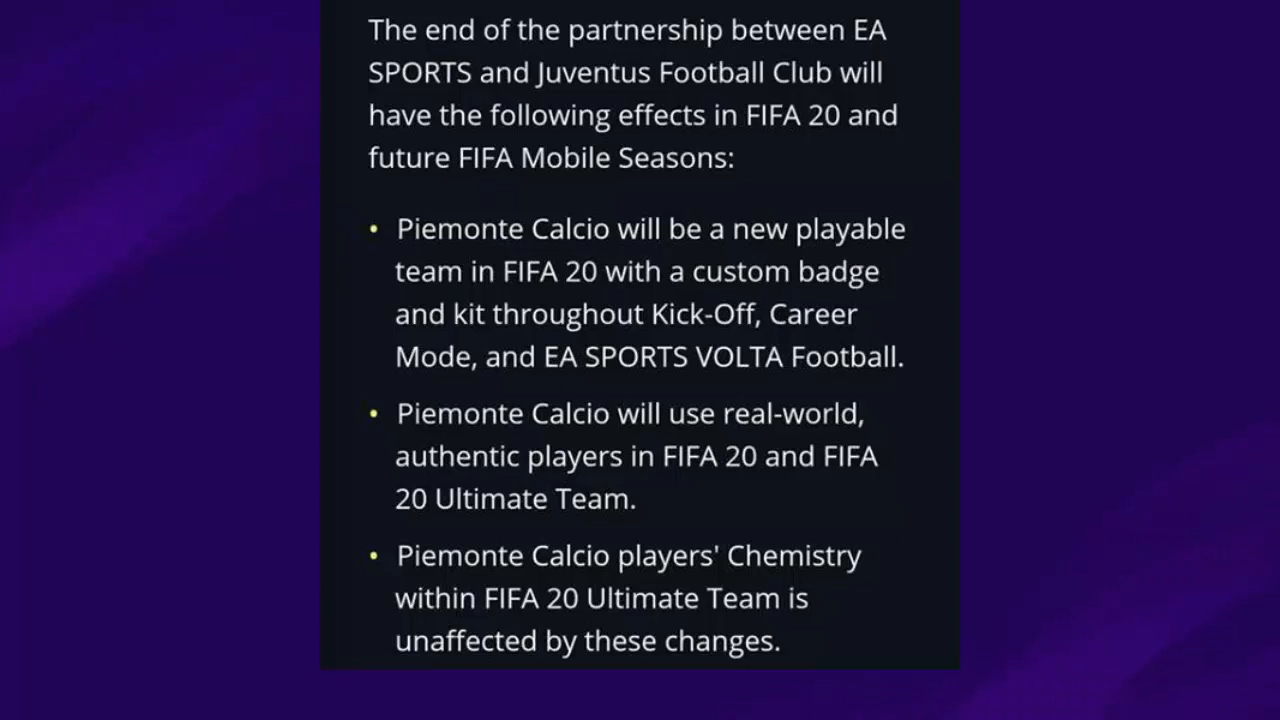 The end of the partnership between EA
SPORTS and Juventus Football Club will
have the following effects in FIFA 20 and
future FIFA Mobile Seasons:
• Piemonte Calcio will be a new playable
team in FIFA 20 with a custom badge
and kit throughout Kick-Off, Career
Mode, and EA SPORTS VOLTA Football.
• Piemonte Calcio will use real-world,
authentic players in FIFA 20 and FIFA
20 Ultimate Team.
• Piemonte Calcio players' Chemistry
within FIFA 20 Ultimate Team is
unaffected by these changes.